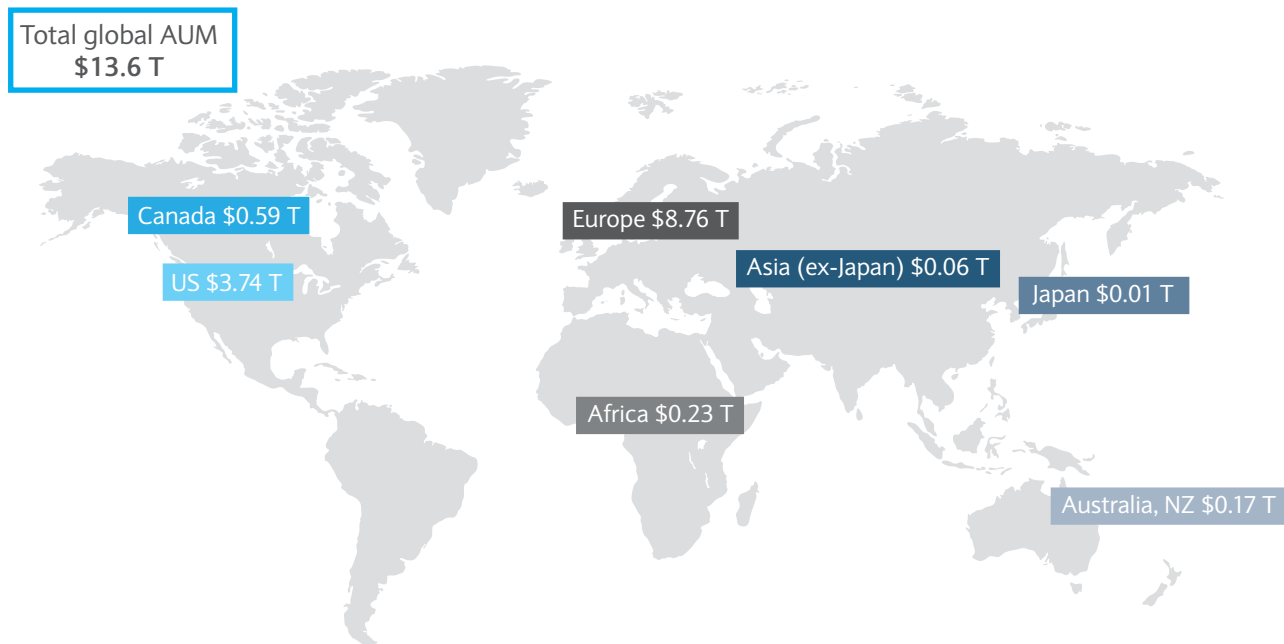 Total global AUM
$13.6 T
Canada $0.59 T
Europe $8.76 T
US $3.74 T
Asia (ex-Japan) $0.06 T
Japan $0.01 T
Africa $0.23 T
Australia, NZ $0.17 T